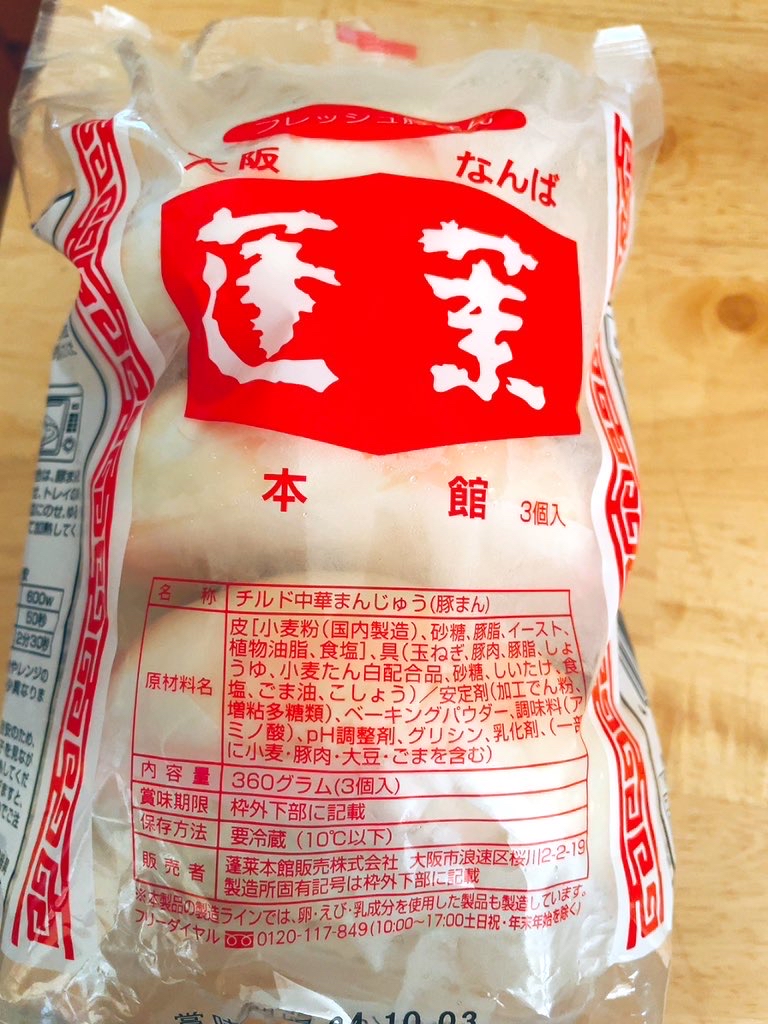 フレッシュ豚まん
大阪 なんば
蓬莱
本館 3個入
名称 チルド中華まんじゅう(豚まん)
原材料名 皮[小麦粉(国内製造)、砂糖、豚脂、イースト、
植物油脂、食塩]、具(玉ねぎ、豚肉、豚脂、しょ
うゆ、小麦たん白配合品、砂糖、しいたけ、食
塩、ごま油、こしょう)/安定剤(加工でん粉、
増粘多糖類)、ベーキングパウダー、調味料(ア
ミノ酸)、pH調整剤、グリシン、乳化剤、(一部
に小麦・豚肉・大豆・ごまを含む)
内容量 360グラム(3個入)
賞味期限 枠外下部に記載
保存方法 要冷蔵(10℃以下)
販売者 蓬莱本館販売株式会社 大阪市浪速区桜川2-2-19
製造所固有記号は枠外下部に記載
※本製品の製造ラインでは、卵・えび・乳成分を使用した製品も製造しています。
フリーダイヤル 0120-117-849(10:00~17:00土日祝・年末年始を除く)
10.03
600w
50秒
2分30秒